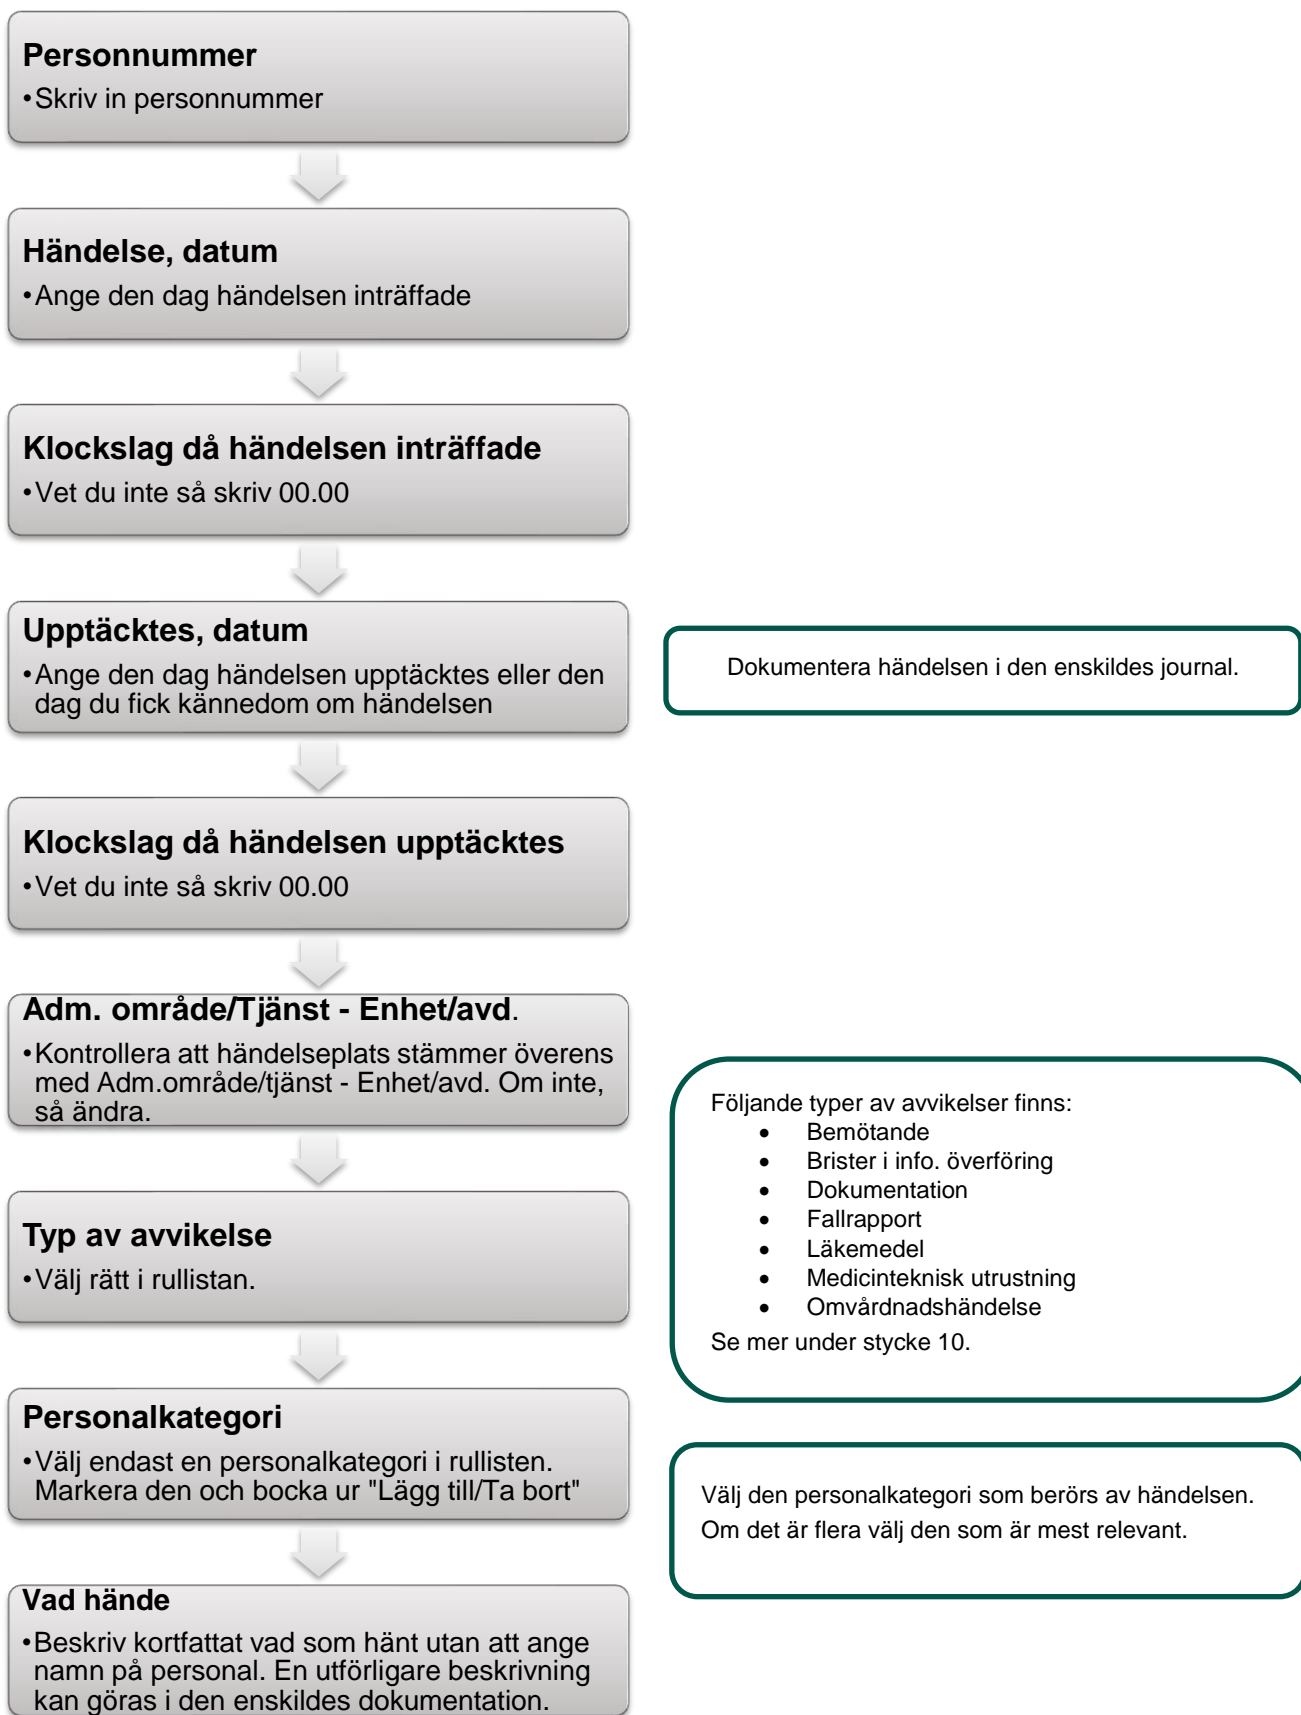 Personnummer
•Skriv in personnummer
Händelse, datum
•Ange den dag händelsen inträffade
Klockslag då händelsen inträffade
•Vet du inte så skriv 00.00
Upptäcktes, datum
•Ange den dag händelsen upptäcktes eller den
dag du fick kännedom om händelsen
Dokumentera händelsen i den enskildes journal.
Klockslag då händelsen upptäcktes
•Vet du inte så skriv 00.00
Adm. område/Tjänst - Enhet/avd.
•Kontrollera att händelseplats stämmer överens
med Adm.område/tjänst - Enhet/avd. Om inte,
så ändra.
Typ av avvikelse
•Välj rätt i rullistan.
Följande typer av avvikelser finns:
• Bemötande
• Brister i info. överföring
• Dokumentation
• Fallrapport
• Läkemedel
• Medicinteknisk utrustning
• Omvårdnadshändelse
Se mer under stycke 10.
Personalkategori
•Välj endast en personalkategori i rullisten.
Markera den och bocka ur "Lägg till/Ta bort"
Välj den personalkategori som berörs av händelsen.
Om det är flera välj den som är mest relevant.
Vad hände
•Beskriv kortfattat vad som hänt utan att ange
namn på personal. En utförligare beskrivning
kan göras i den enskildes dokumentation.